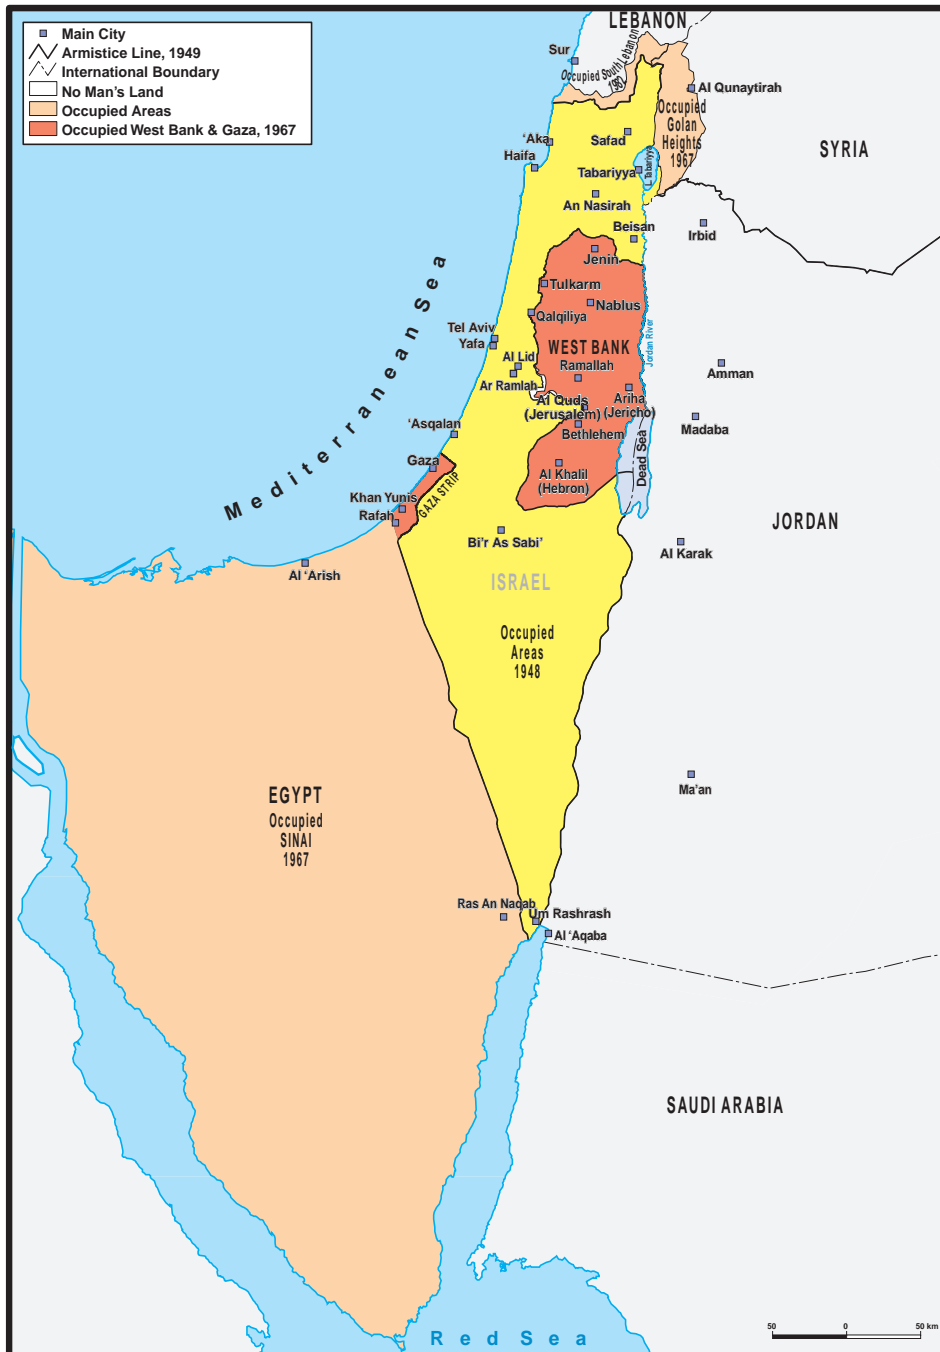 Main City
Armistice Line, 1949
International Boundary
No Man's Land
Occupied Areas
Occupied West Bank & Gaza, 1967
LEBANON
Sur
Occupied South Lebanon
1982
Al Qunaytirah
Occupied
Golan
Heights
1967
SYRIA
‘Aka
Safad
Haifa
Tabariyya
L. Tabariyya
An Nasirah
Beisan
Irbid
Jenin
Mediterranean Sea
Tulkarm
Nablus
Qalqiliya
Tel Aviv
Yafa
WEST BANK
Jordan River
Al Lid
Ramallah
Amman
Ar Ramlah
Al Quds
(Jerusalem)
Ariha
(Jericho)
‘Asqalan
Madaba
Bethlehem
Dead Sea
Gaza
Al Khalil
(Hebron)
GAZA STRIP
Khan Yunis
Rafah
JORDAN
Bi'r As Sabi'
Al Karak
Al ‘Arish
ISRAEL
Occupied
Areas
1948
Ma'an
EGYPT
Occupied
SINAI
1967
Ras An Naqab
Um Rashrash
Al ‘Aqaba
SAUDI ARABIA
Red Sea
50 0 50 km